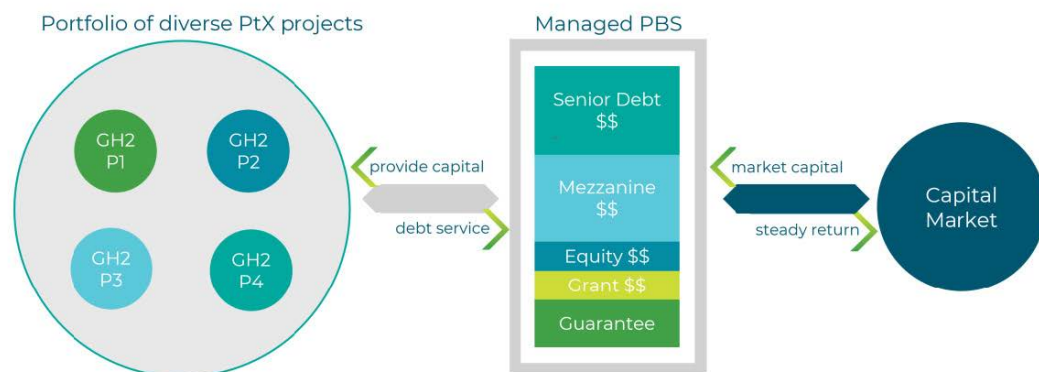 Portfolio of diverse PtX projects
GH2
P1
GH2
P2
GH2
P3
GH2
P4
provide capital
debt service
Managed PBS
Senior Debt
$$
Mezzanine
$$
Equity $$
Grant $$
Guarantee
market capital
steady return
Capital
Market